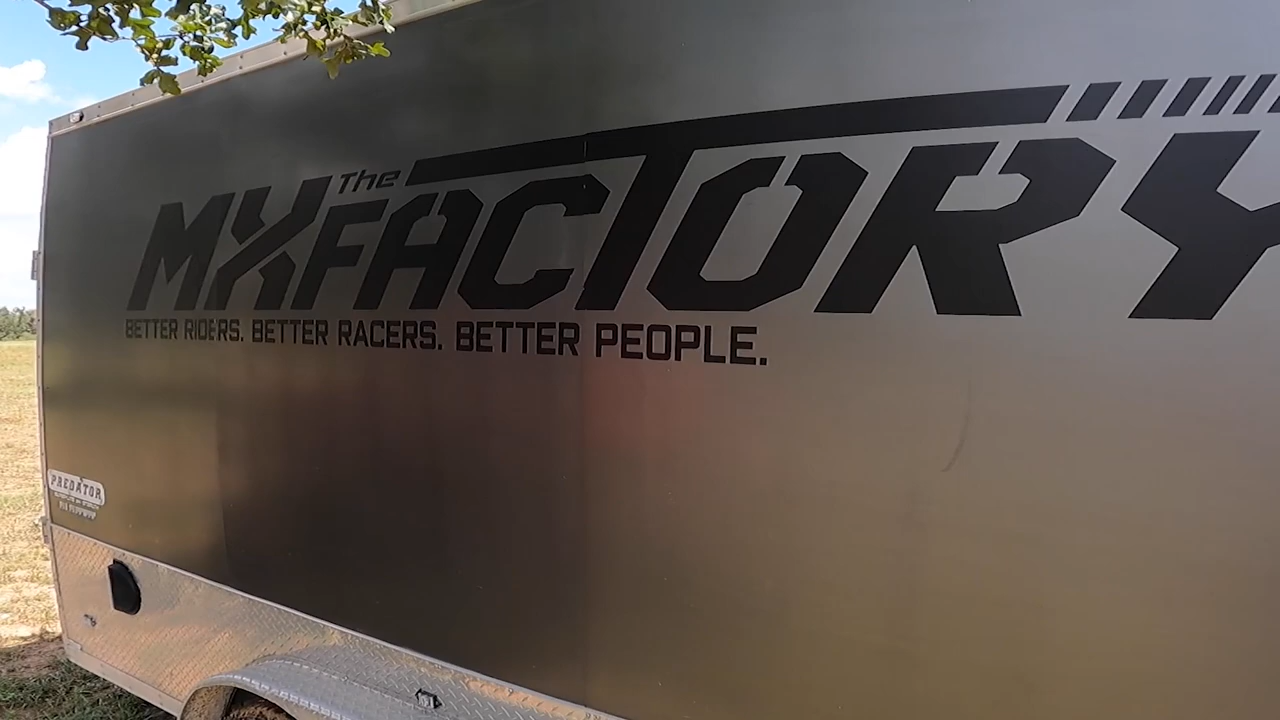 The
MXFACTORY
BETTER RIDERS. BETTER RACERS. BETTER PEOPLE.
PREDATOR